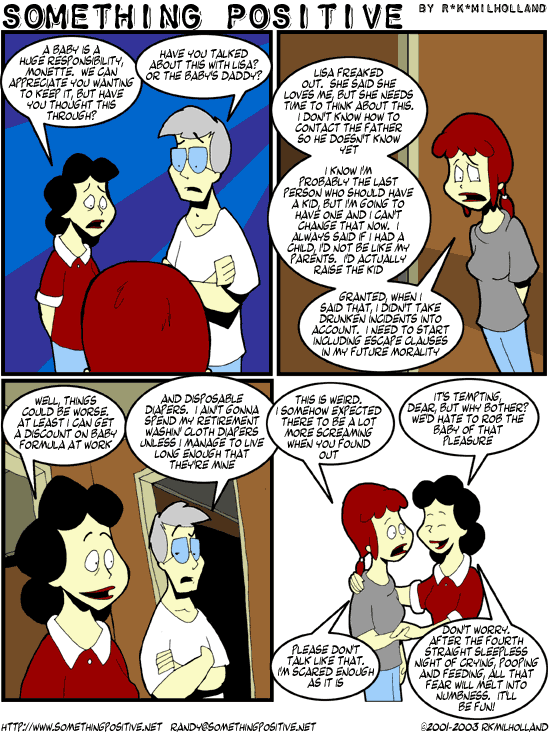 SOMETHING POSITIVE BY R*K*MILHOLLAND
A BABY IS A
HUGE RESPONSIBILITY,
MONETTE. WE CAN
APPRECIATE YOU WANTING
TO KEEP IT, BUT HAVE
YOU THOUGHT THIS
THROUGH?
HAVE YOU TALKED
ABOUT THIS WITH LISA?
OR THE BABY'S DADDY?
LISA FREAKED
OUT. SHE SAID SHE
LOVES ME, BUT SHE NEEDS
TIME TO THINK ABOUT THIS.
I DON'T KNOW HOW TO
CONTACT THE FATHER
SO HE DOESN'T KNOW
YET
I KNOW I'M
PROBABLY THE LAST
PERSON WHO SHOULD HAVE
A KID, BUT I'M GOING TO
HAVE ONE AND I CAN'T
CHANGE THAT NOW. I
ALWAYS SAID IF I HAD A
CHILD, I'D NOT BE LIKE MY
PARENTS. I'D ACTUALLY
RAISE THE KID
GRANTED, WHEN I
SAID THAT, I DIDN'T TAKE
DRUNKEN INCIDENTS INTO
ACCOUNT. I NEED TO START
INCLUDING ESCAPE CLAUSES
IN MY FUTURE MORALITY
WELL, THINGS
COULD BE WORSE.
AT LEAST I CAN GET
A DISCOUNT ON BABY
FORMULA AT WORK
AND DISPOSABLE
DIAPERS. I AIN'T GONNA
SPEND MY RETIREMENT
WASHIN' CLOTH DIAPERS
UNLESS I MANAGE TO LIVE
LONG ENOUGH THAT
THEY'RE MINE
THIS IS WEIRD.
I SOMEHOW EXPECTED
THERE TO BE A LOT
MORE SCREAMING
WHEN YOU FOUND
OUT
IT'S TEMPTING,
DEAR, BUT WHY BOTHER?
WE'D HATE TO ROB THE
BABY OF THAT
PLEASURE
PLEASE DON'T
TALK LIKE THAT.
I'M SCARED ENOUGH
AS IT IS
DON'T WORRY.
AFTER THE FOURTH
STRAIGHT SLEEPLESS
NIGHT OF CRYING, POOPING
AND FEEDING, ALL THAT
FEAR WILL MELT INTO
NUMBNESS. IT'LL
BE FUN!
HTTP://WWW.SOMETHINGPOSITIVE.NET RANDY@SOMETHINGPOSITIVE.NET ©2001-2003 RKMILHOLLAND